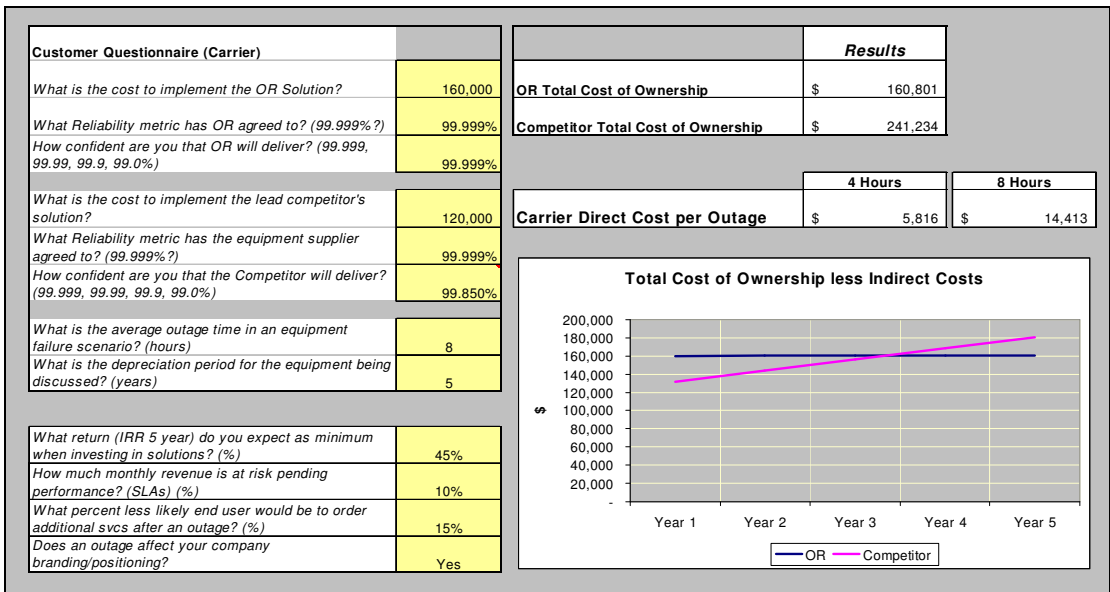 Customer Questionnaire (Carrier)
What is the cost to implement the OR Solution? 160,000
What Reliability metric has OR agreed to? (99.999%?) 99.999%
How confident are you that OR will deliver? (99.999,
99.99, 99.9, 99.0%) 99.999%
What is the cost to implement the lead competitor's
solution? 120,000
What Reliability metric has the equipment supplier
agreed to? (99.999%?) 99.999%
How confident are you that the Competitor will deliver?
(99.999, 99.99, 99.9, 99.0%) 99.850%
What is the average outage time in an equipment
failure scenario? (hours) 8
What is the depreciation period for the equipment being
discussed? (years) 5
What return (IRR 5 year) do you expect as minimum
when investing in solutions? (%) 45%
How much monthly revenue is at risk pending
performance? (SLAs) (%) 10%
What percent less likely end user would be to order
additional svcs after an outage? (%) 15%
Does an outage affect your company
branding/positioning? Yes
Results
OR Total Cost of Ownership $ 160,801
Competitor Total Cost of Ownership $ 241,234
4 Hours 8 Hours
Carrier Direct Cost per Outage $ 5,816 $ 14,413
Total Cost of Ownership less Indirect Costs
200,000
180,000
160,000
140,000
120,000
100,000
80,000
60,000
40,000
20,000
-
$
Year 1 Year 2 Year 3 Year 4 Year 5
OR Competitor